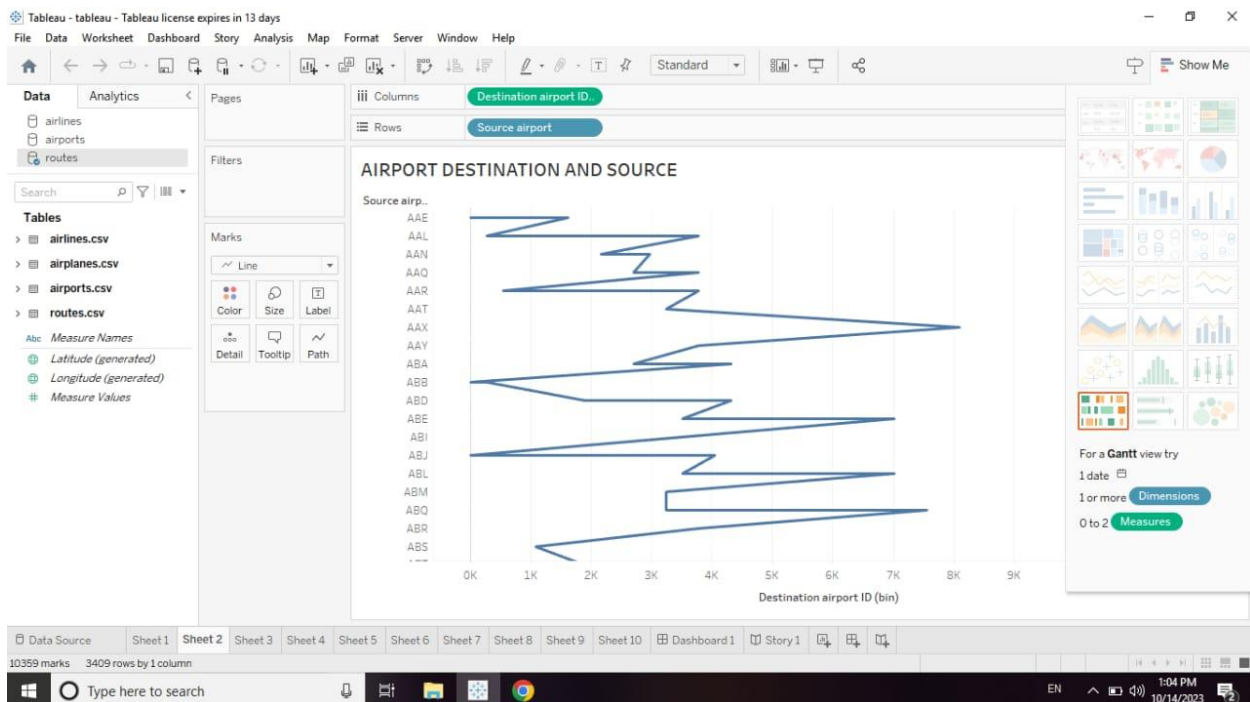 Tableau - tableau - Tableau license expires in 13 days
File Data Worksheet Dashboard Story Analysis Map Format Server Window Help
Standard
Show Me
Data Analytics
airlines
airports
routes
Search
Tables
airlines.csv
airplanes.csv
airports.csv
routes.csv
Abc Measure Names
Latitude (generated)
Longitude (generated)
# Measure Values
Pages
Filters
Marks
Line
Color Size Label
Detail Tooltip Path
iii Columns Destination airport ID..
Rows Source airport
AIRPORT DESTINATION AND SOURCE
Source airp..
AAE
AAL
AAN
AAQ
AAR
AAT
AAX
AAY
ABA
ABB
ABD
ABE
ABI
ABJ
ABL
ABM
ABQ
ABR
ABS
0K 1K 2K 3K 4K 5K 6K 7K 8K 9K
Destination airport ID (bin)
For a Gantt view try
1 date
1 or more Dimensions
0 to 2 Measures
Data Source Sheet 1 Sheet 2 Sheet 3 Sheet 4 Sheet 5 Sheet 6 Sheet 7 Sheet 8 Sheet 9 Sheet 10 Dashboard 1 Story 1
10359 marks 3409 rows by 1 column
Type here to search
EN
1:04 PM
10/14/2023
2